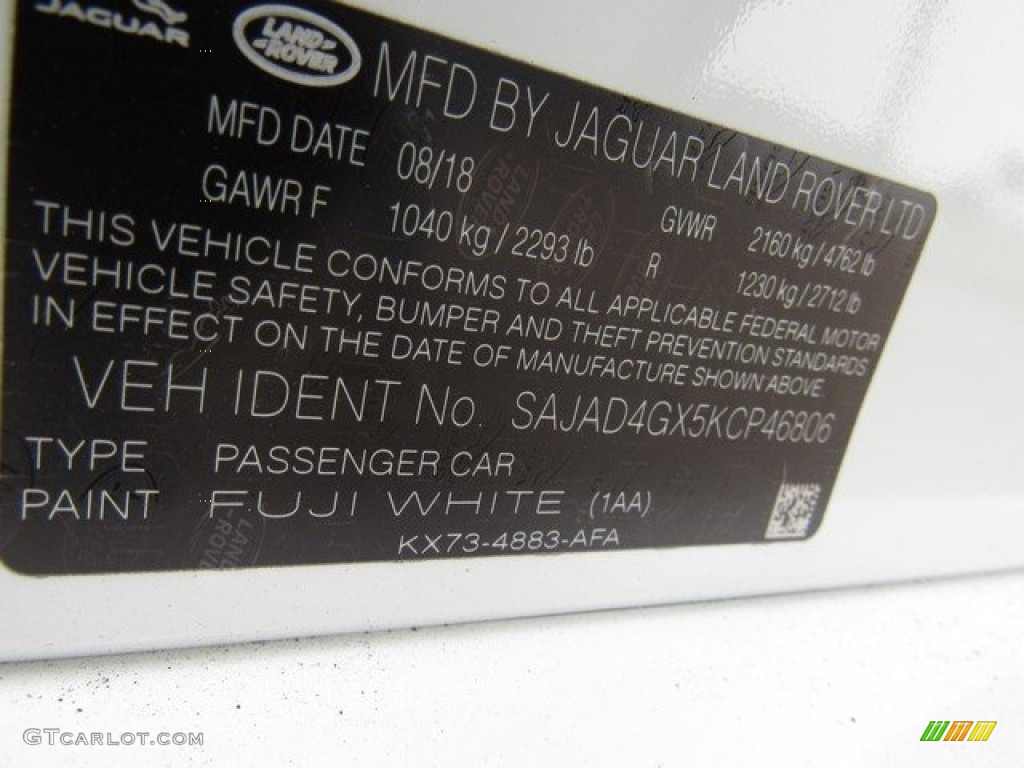 JAGUAR LAND ROVER MFD BY JAGUAR LAND ROVER LTD
MFD DATE 08/18 GVWR 2160 kg / 4762 lb
GAWR F 1040 kg / 2293 lb R 1230 kg / 2712 lb
THIS VEHICLE CONFORMS TO ALL APPLICABLE FEDERAL MOTOR
VEHICLE SAFETY, BUMPER AND THEFT PREVENTION STANDARDS
IN EFFECT ON THE DATE OF MANUFACTURE SHOWN ABOVE.
VEH IDENT No. SAJAD4GX5KCP46806
TYPE PASSENGER CAR
PAINT FUJI WHITE (1AA)
KX73-4883-AFA
GTCARLOT.COM